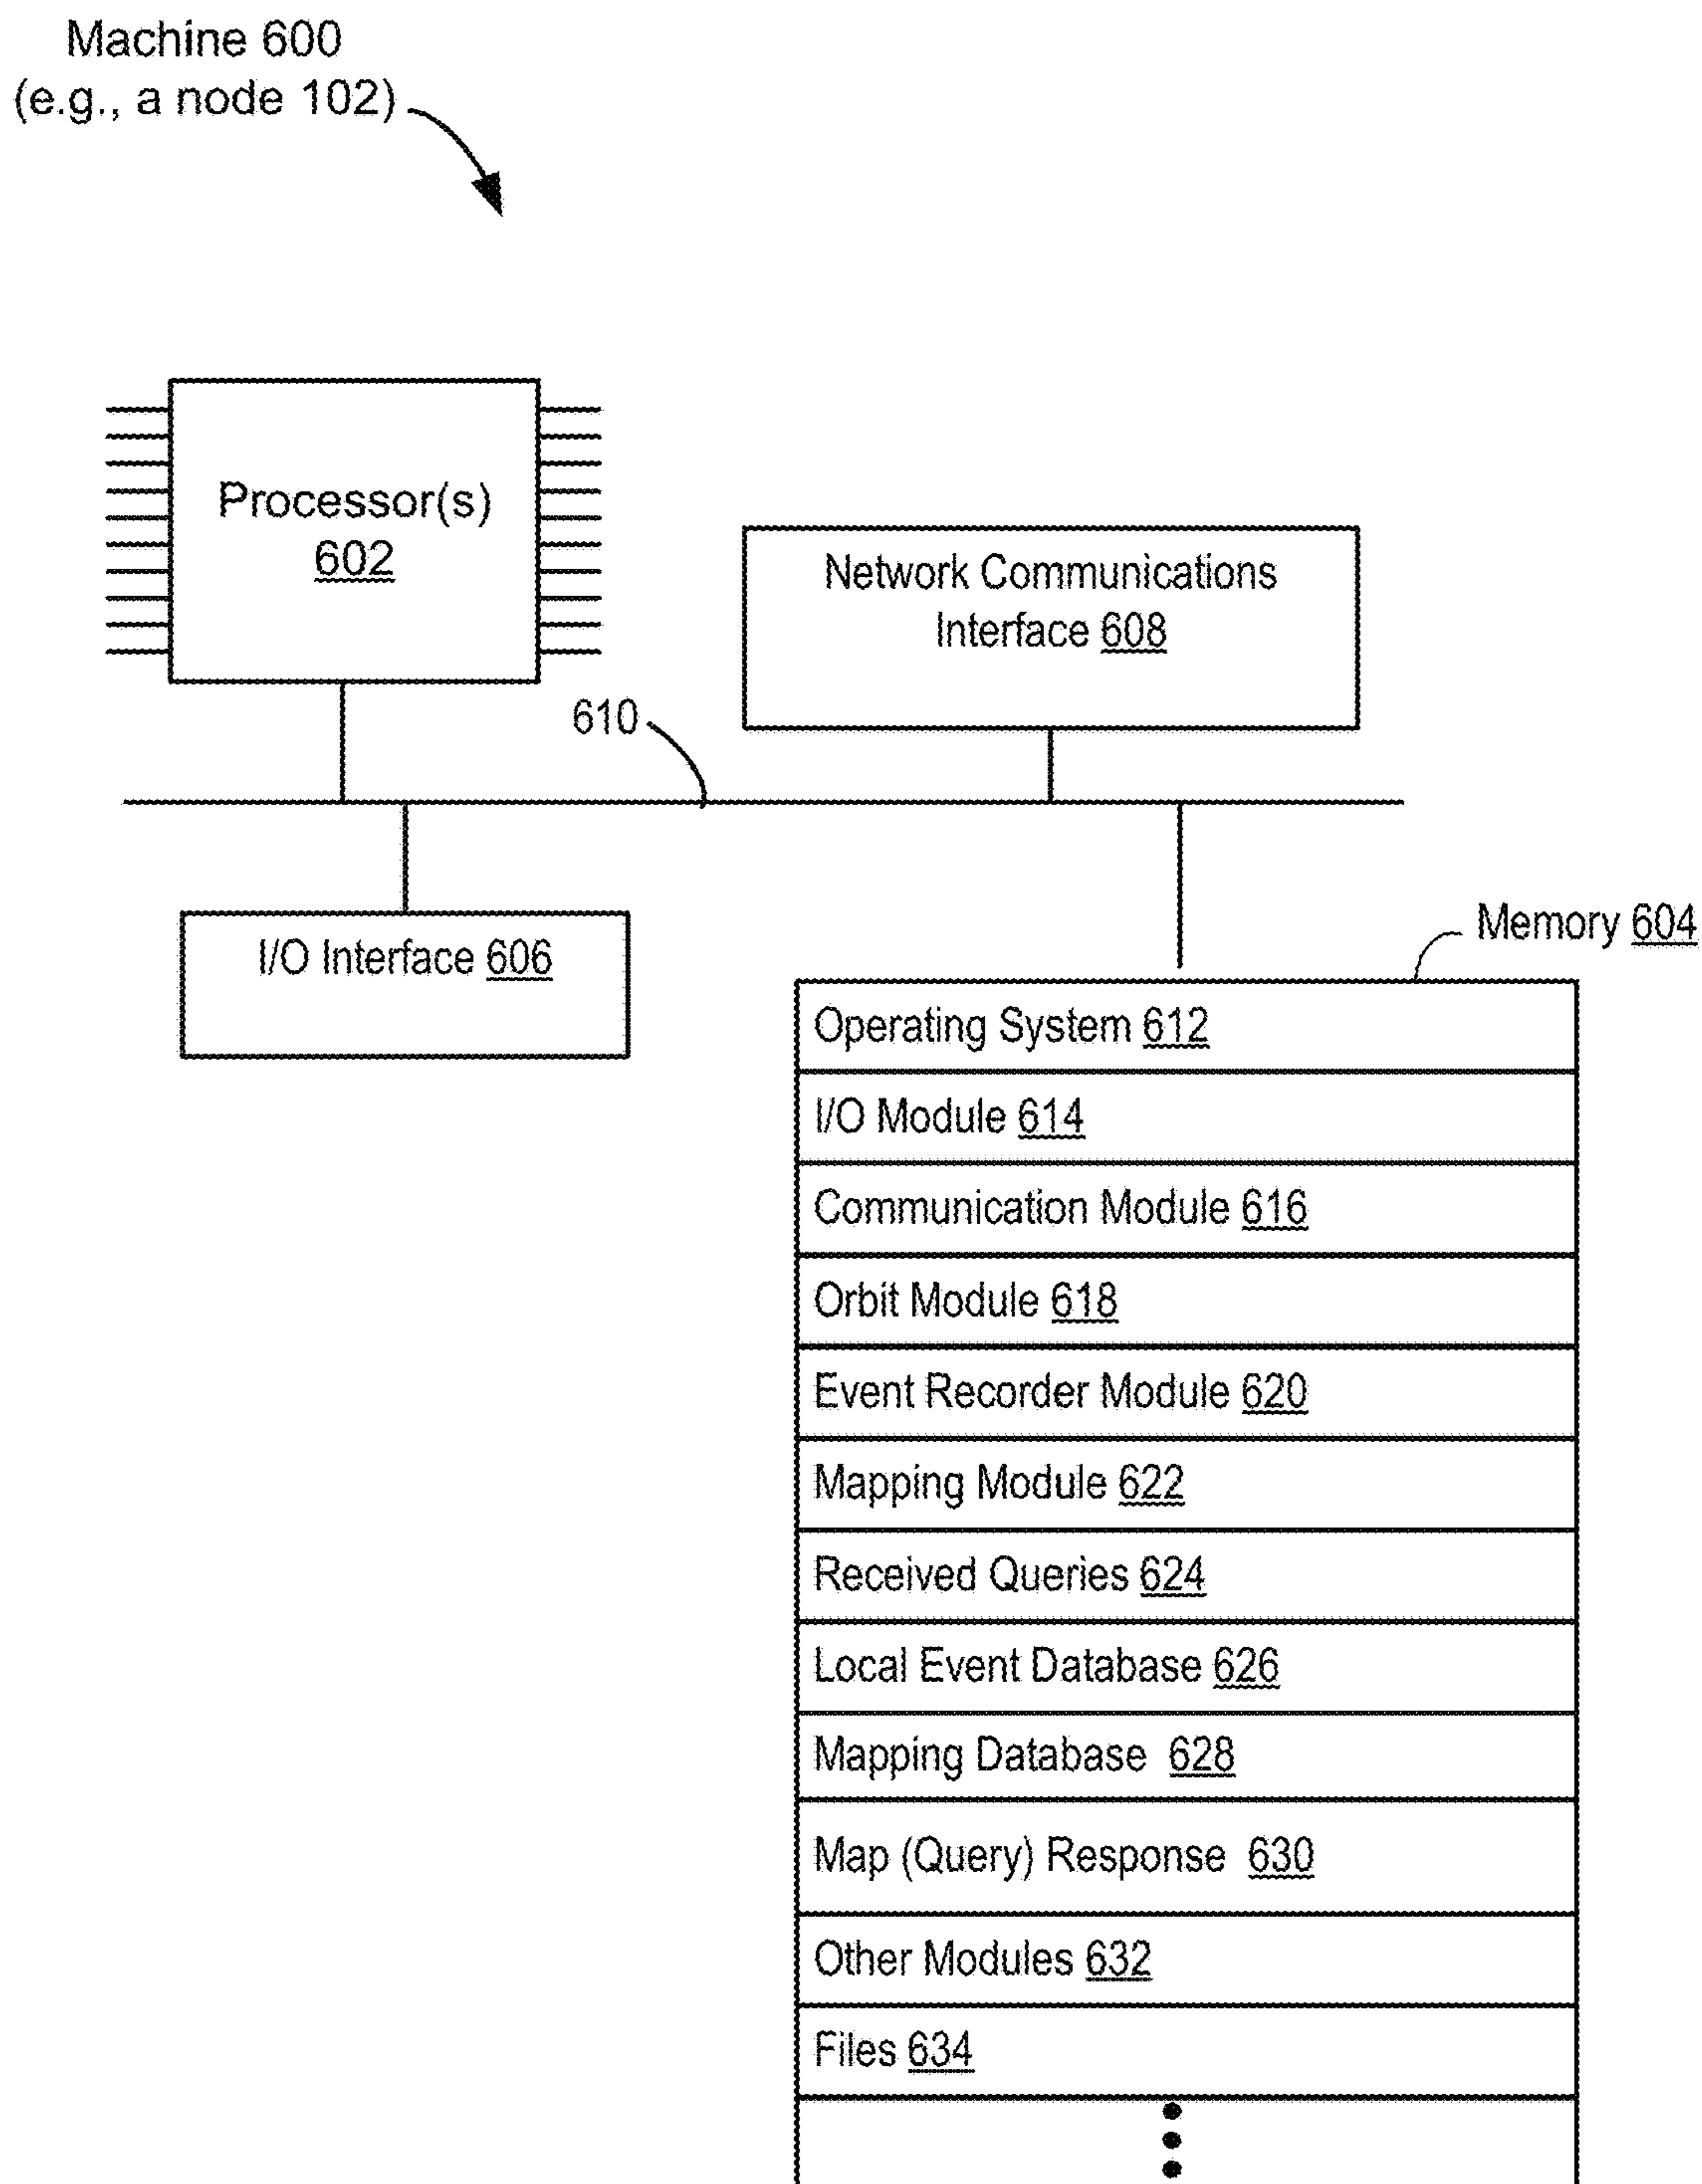 Machine 600
(e.g., a node 102)
Processor(s)
602
Network Communications
Interface 608
610
I/O Interface 606
Memory 604
Operating System 612
I/O Module 614
Communication Module 616
Orbit Module 618
Event Recorder Module 620
Mapping Module 622
Received Queries 624
Local Event Database 626
Mapping Database 628
Map (Query) Response 630
Other Modules 632
Files 634